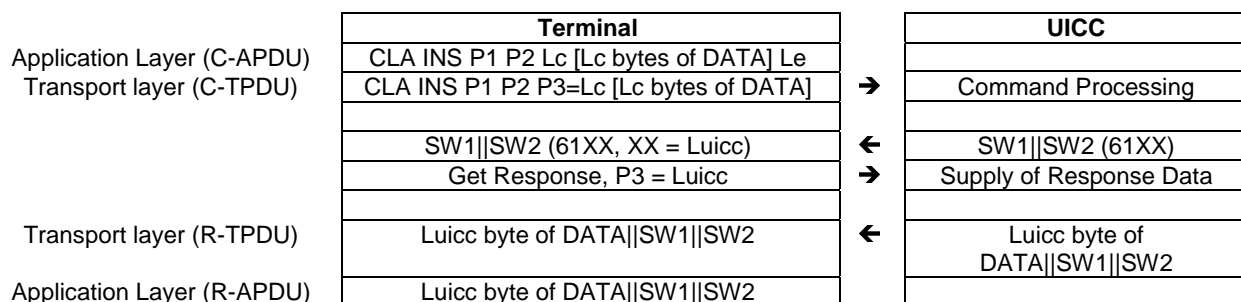 Terminal UICC
Application Layer (C-APDU) CLA INS P1 P2 Lc [Lc bytes of DATA] Le
Transport layer (C-TPDU) CLA INS P1 P2 P3=Lc [Lc bytes of DATA] → Command Processing
SW1||SW2 (61XX, XX = Luicc) ← SW1||SW2 (61XX)
Get Response, P3 = Luicc → Supply of Response Data
Transport layer (R-TPDU) Luicc byte of DATA||SW1||SW2 ← Luicc byte of
DATA||SW1||SW2
Application Layer (R-APDU) Luicc byte of DATA||SW1||SW2